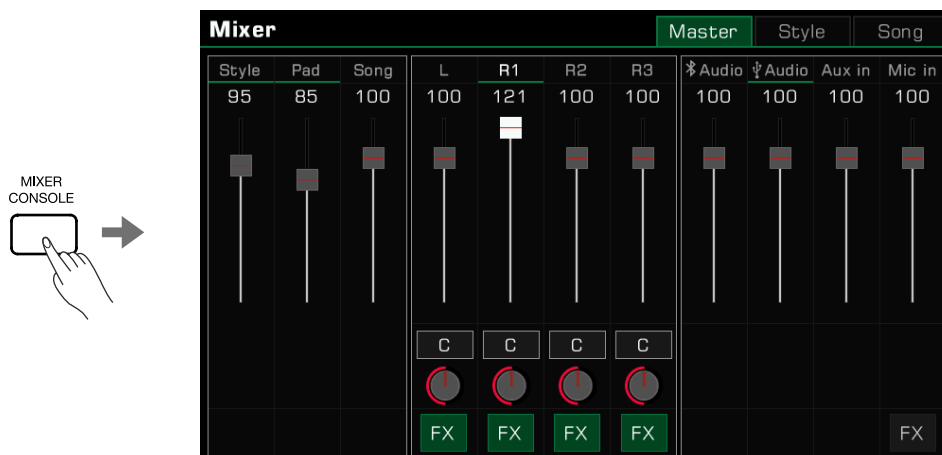 Mixer Master Style Song
Style Pad Song L R1 R2 R3 Audio Audio Aux in Mic in
95 85 100 100 121 100 100 100 100 100 100
MIXER
CONSOLE
C C C C
FX FX FX FX FX